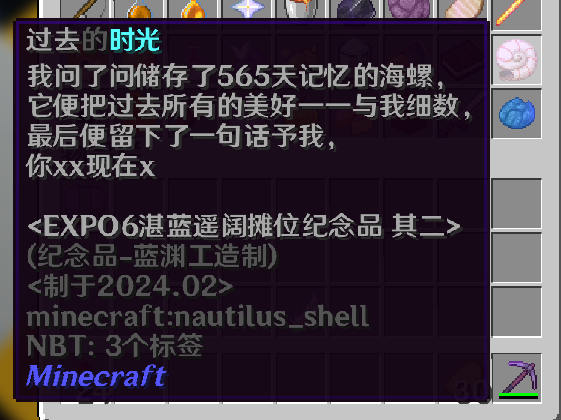 过去的时光
我问了问储存了565天记忆的海螺，
它便把过去所有的美好一一与我细数，
最后便留下了一句话予我，
你xx现在x
<EXPO6湛蓝遥阔摊位纪念品 其二>
(纪念品-蓝渊工造制)
<制于2024.02>
minecraft:nautilus_shell
NBT: 3个标签
Minecraft
30